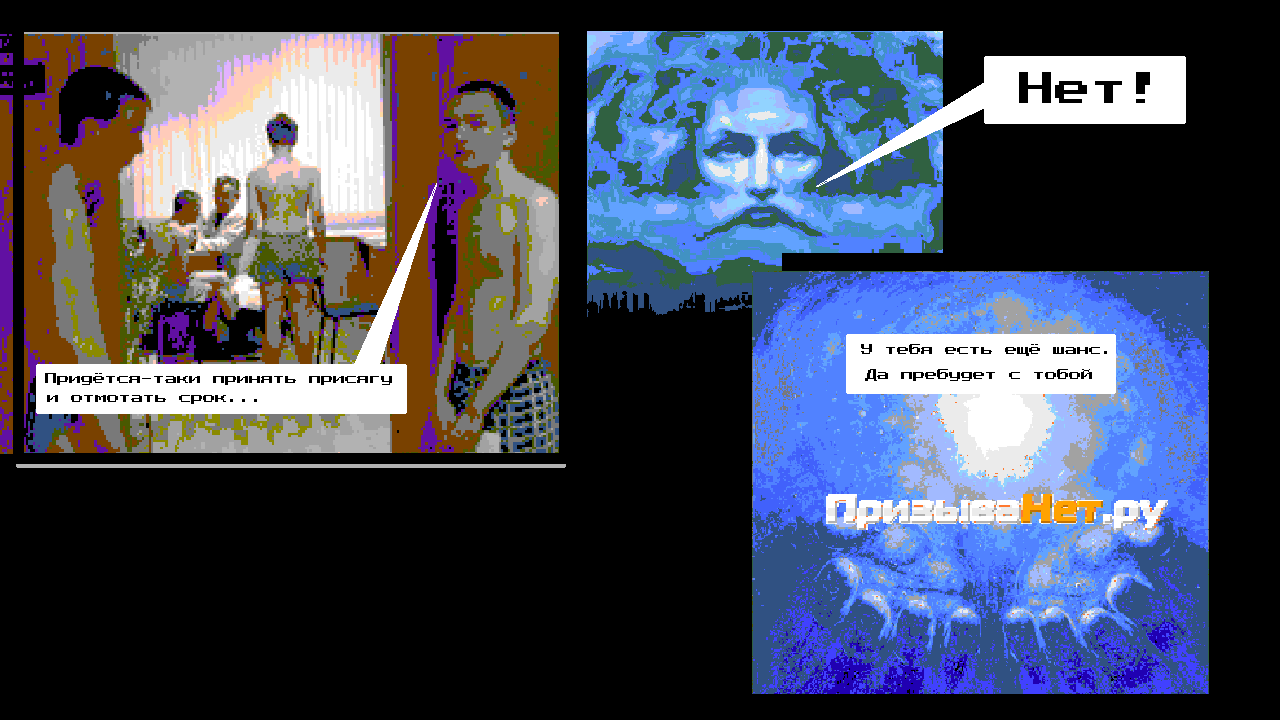 Придётся-таки принять присягу
и отмотать срок...
Нет!
У тебя есть ещё шанс.
Да пребудет с тобой
ПризываНет.ру